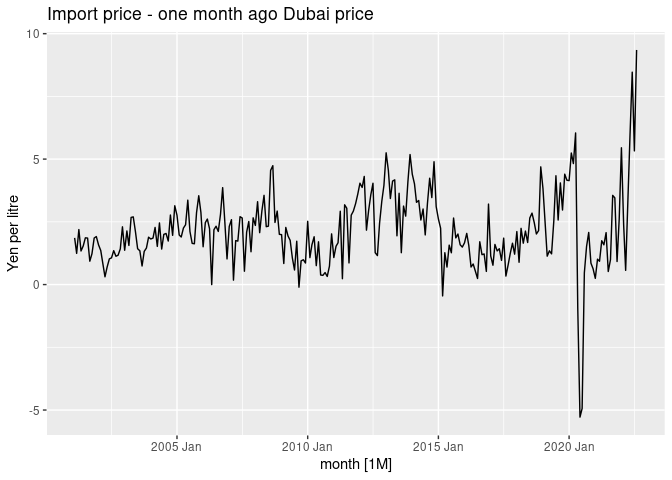 Import price - one month ago Dubai price
Yen per litre
10
5
0
-5
2005 Jan
2010 Jan
2015 Jan
2020 Jan
month [1M]